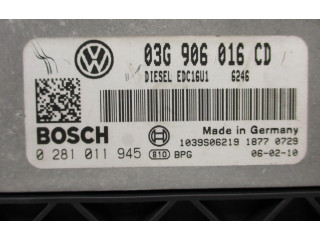 03G 906 016 CD
DIESEL EDC16U1 6246
BOSCH
Made in Germany
1039S06219 1877 0729
0 281 011 945 810 BPG 06-02-10